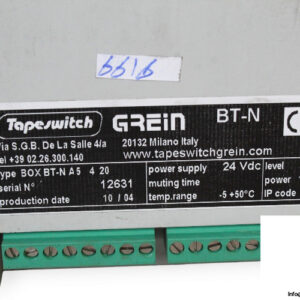 6616
Tapeswitch GREIN BT-N
Via S.G.B. De La Salle 4/a 20132 Milano Italy
tel +39 02.26.300.140 www.tapeswitchgrein.com
type BOX BT-N A5 4 20 power supply 24 Vdc level
serial N° 12631 muting time power
production date 10 / 04 temp.range -5 +50°C IP code